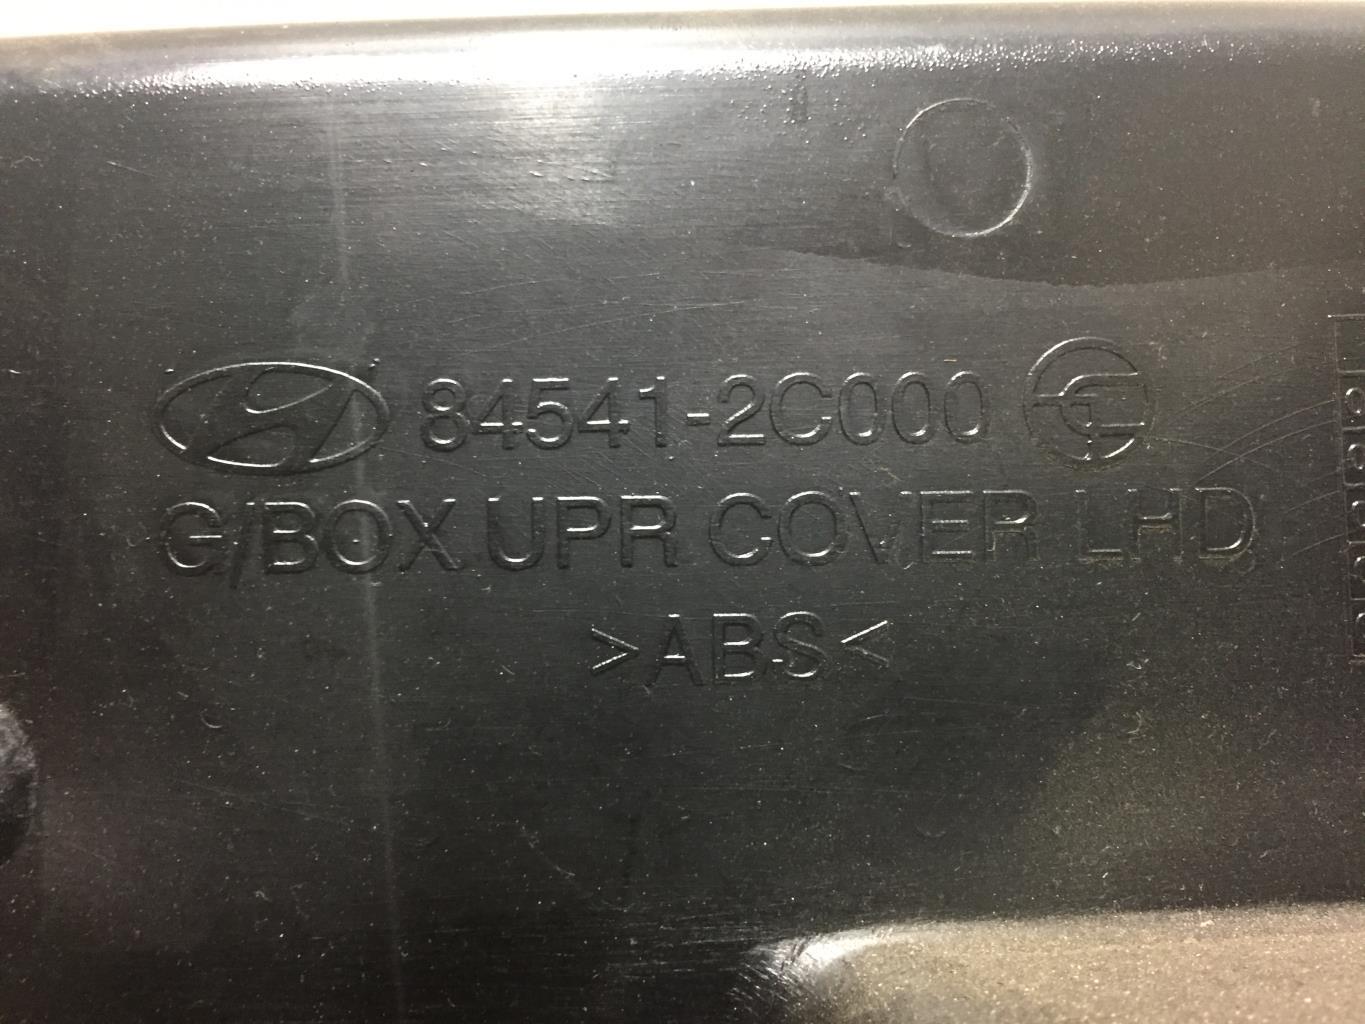 84541-2C000
G/BOX UPR COVER LHD
>ABS<